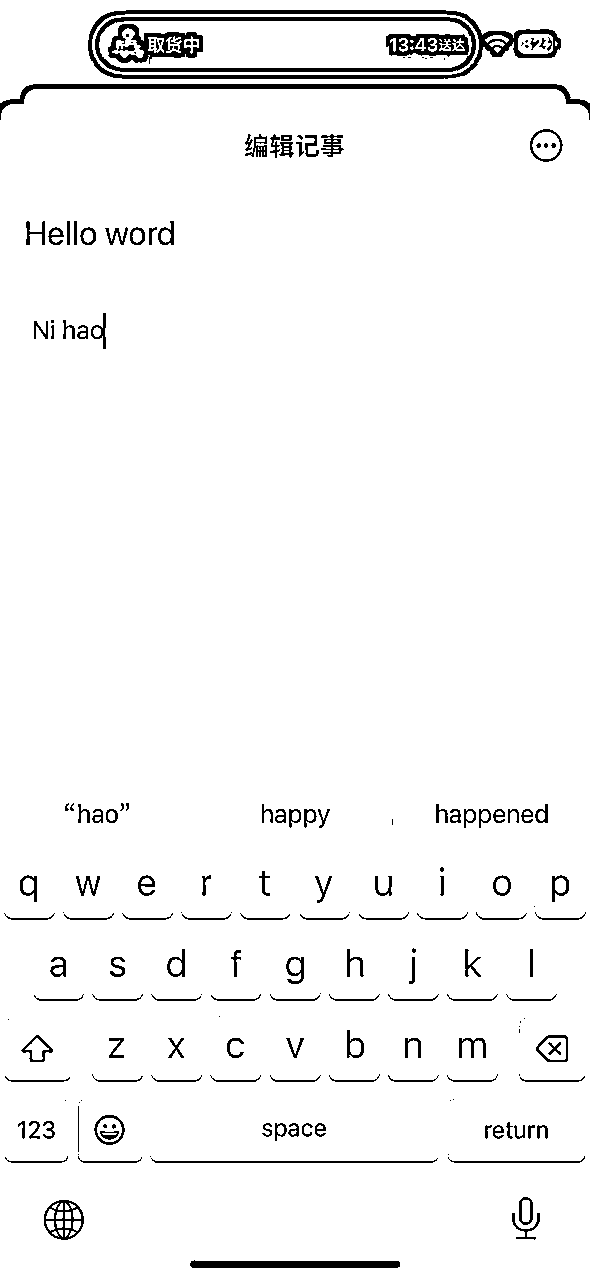 取货中 13:43送达 82
编辑记事
Hello word
Ni hao
“hao” happy happened
q w e r t y u i o p
a s d f g h j k l
z x c v b n m
123 space return